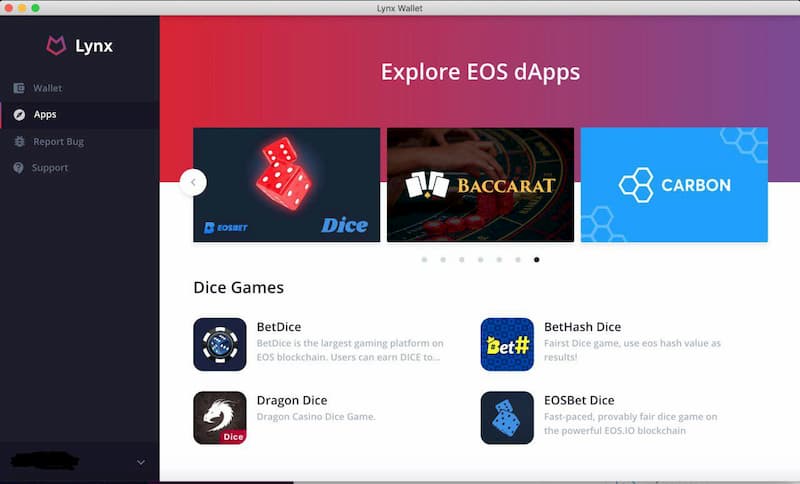 Lynx Wallet
Lynx
Wallet
Apps
Report Bug
Support
Explore EOS dApps
EOSBET
Dice
BACCARAT
CARBON
Dice Games
BetDice
BetDice is the largest gaming platform on
EOS blockchain. Users can earn DICE to...
BetHash Dice
Bet#
Fairst Dice game, use eos hash value as
results!
Dragon Dice
Dragon Casino Dice Game.
Dice
EOSBet Dice
Fast-paced, provably fair dice game on
the powerful EOS.IO blockchain